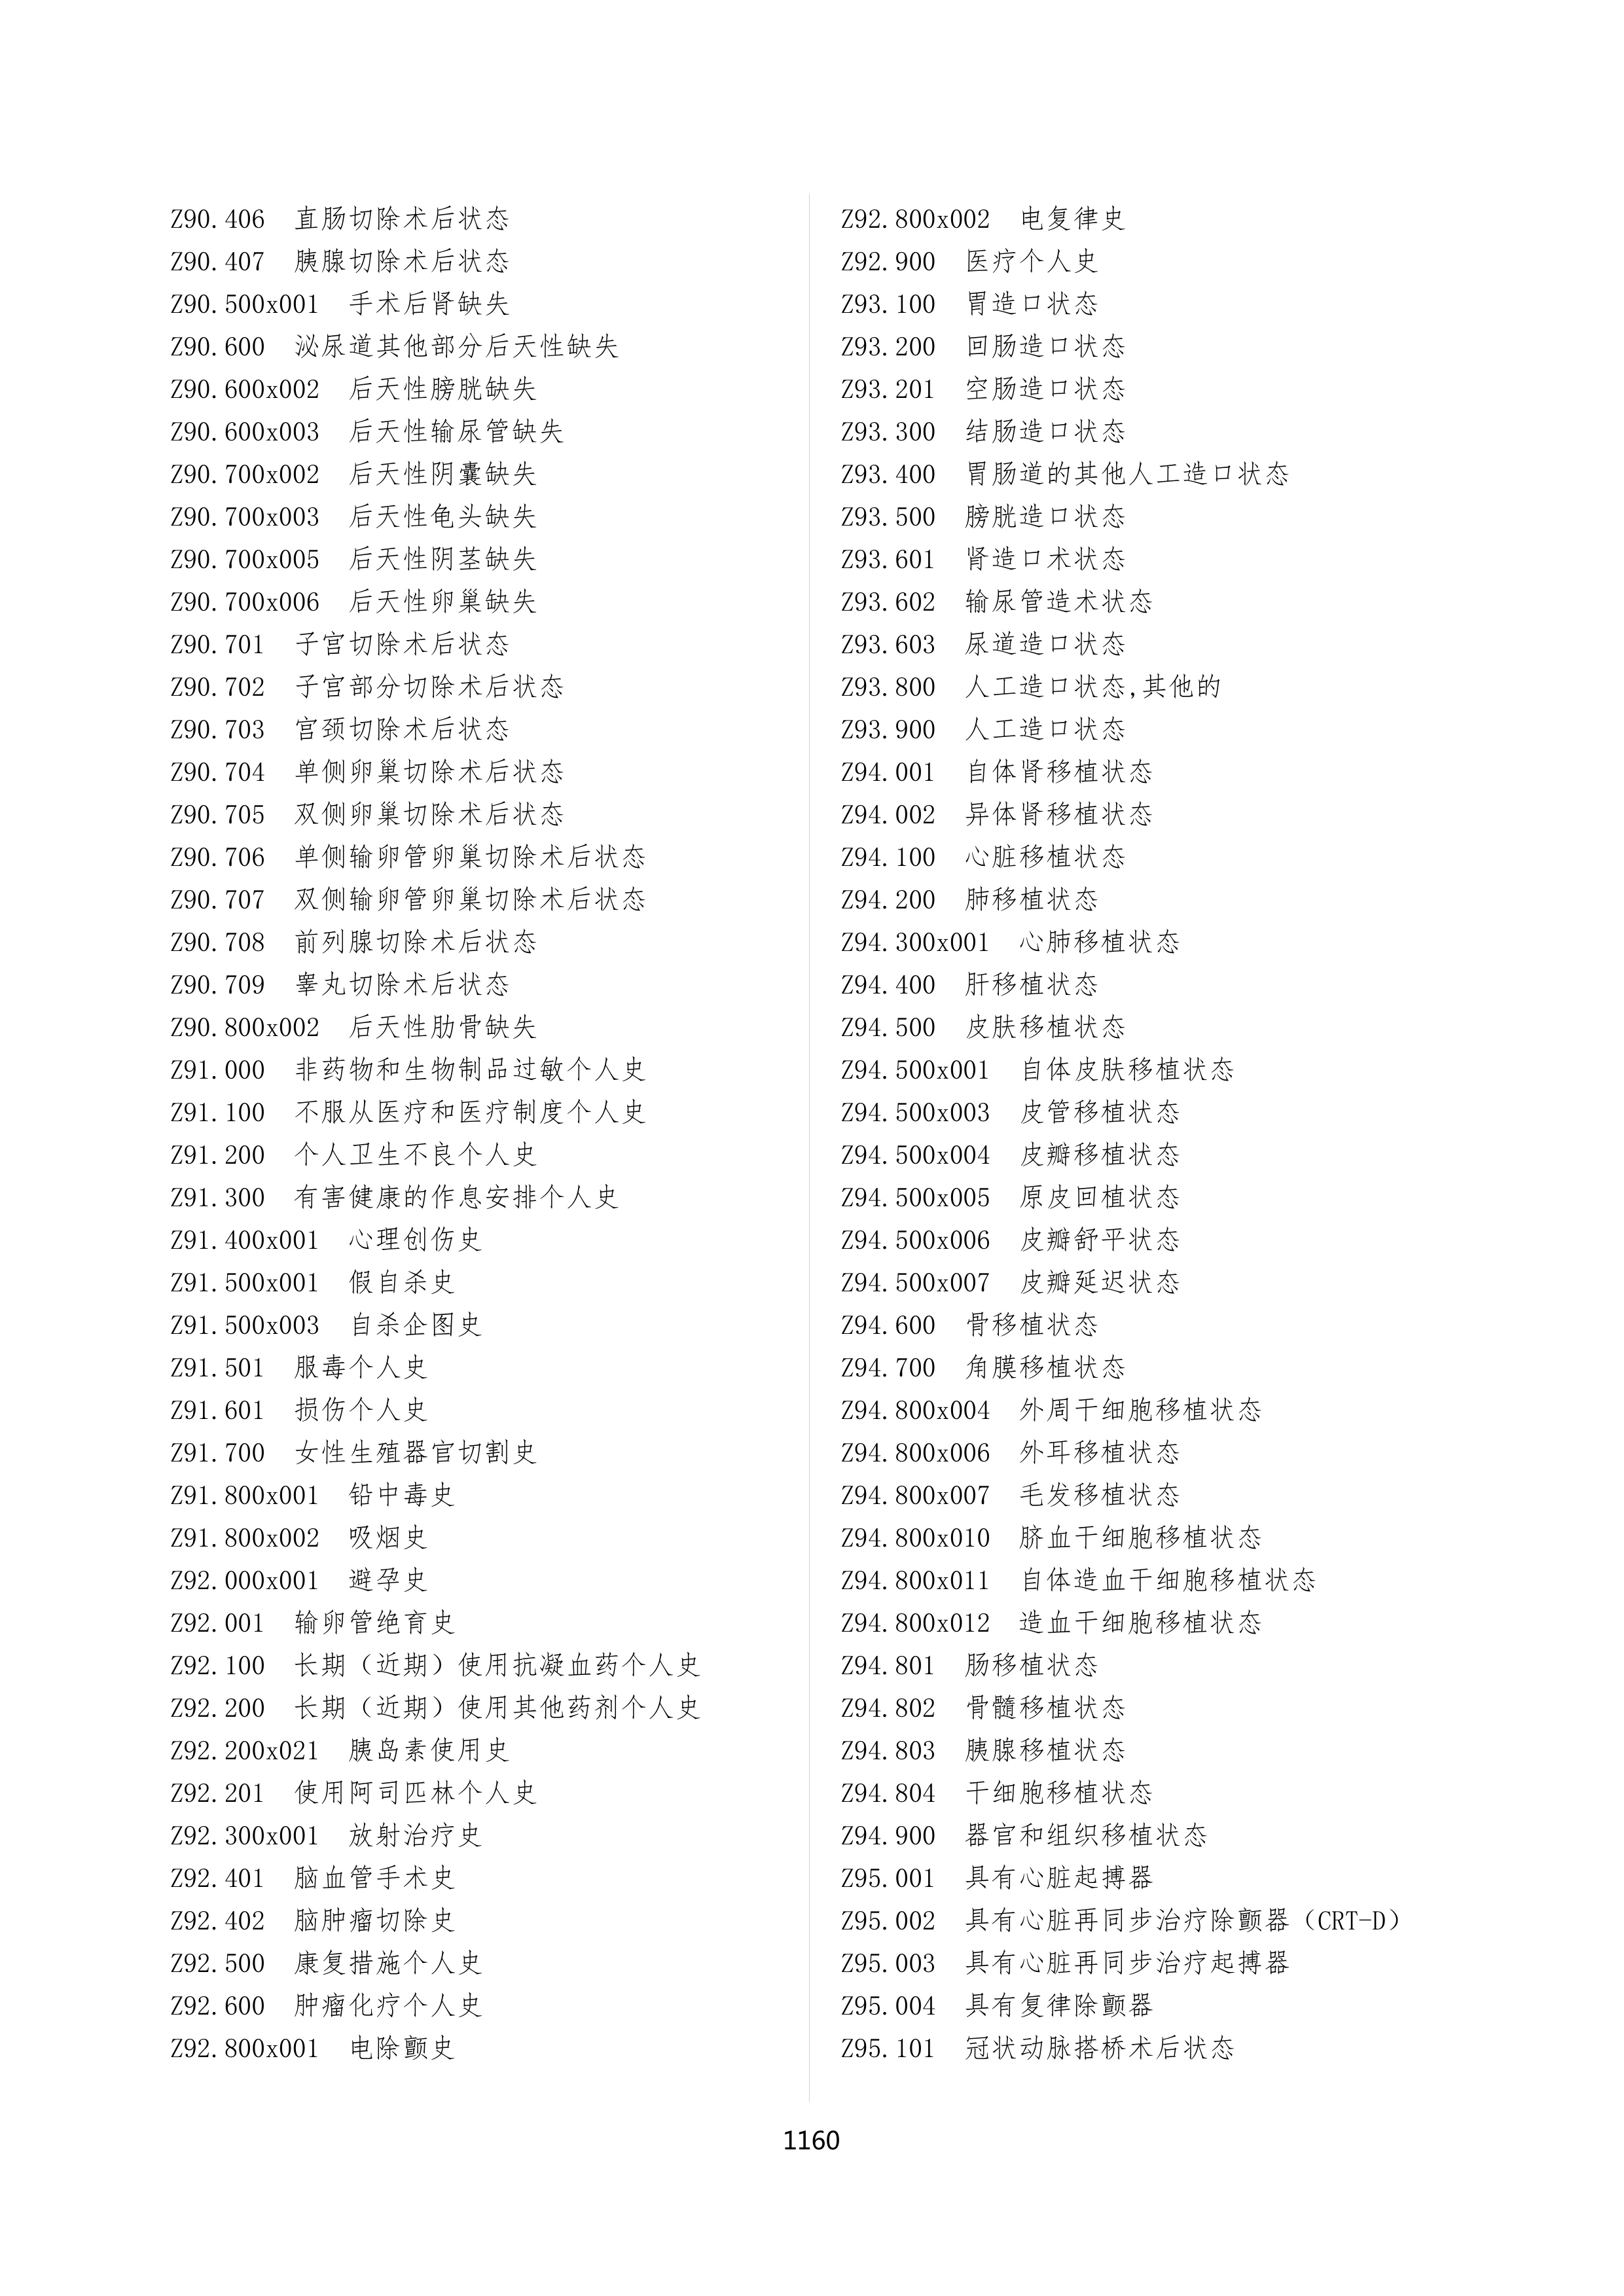 Z90.406 直肠切除术后状态
Z90.407 胰腺切除术后状态
Z90.500x001 手术后肾缺失
Z90.600 泌尿道其他部分后天性缺失
Z90.600x002 后天性膀胱缺失
Z90.600x003 后天性输尿管缺失
Z90.700x002 后天性阴囊缺失
Z90.700x003 后天性龟头缺失
Z90.700x005 后天性阴茎缺失
Z90.700x006 后天性卵巢缺失
Z90.701 子宫切除术后状态
Z90.702 子宫部分切除术后状态
Z90.703 宫颈切除术后状态
Z90.704 单侧卵巢切除术后状态
Z90.705 双侧卵巢切除术后状态
Z90.706 单侧输卵管卵巢切除术后状态
Z90.707 双侧输卵管卵巢切除术后状态
Z90.708 前列腺切除术后状态
Z90.709 睾丸切除术后状态
Z90.800x002 后天性肋骨缺失
Z91.000 非药物和生物制品过敏个人史
Z91.100 不服从医疗和医疗制度个人史
Z91.200 个人卫生不良个人史
Z91.300 有害健康的作息安排个人史
Z91.400x001 心理创伤史
Z91.500x001 假自杀史
Z91.500x003 自杀企图史
Z91.501 服毒个人史
Z91.601 损伤个人史
Z91.700 女性生殖器官切割史
Z91.800x001 铅中毒史
Z91.800x002 吸烟史
Z92.000x001 避孕史
Z92.001 输卵管绝育史
Z92.100 长期（近期）使用抗凝血药个人史
Z92.200 长期（近期）使用其他药剂个人史
Z92.200x021 胰岛素使用史
Z92.201 使用阿司匹林个人史
Z92.300x001 放射治疗史
Z92.401 脑血管手术史
Z92.402 脑肿瘤切除史
Z92.500 康复措施个人史
Z92.600 肿瘤化疗个人史
Z92.800x001 电除颤史
Z92.800x002 电复律史
Z92.900 医疗个人史
Z93.100 胃造口状态
Z93.200 回肠造口状态
Z93.201 空肠造口状态
Z93.300 结肠造口状态
Z93.400 胃肠道的其他人工造口状态
Z93.500 膀胱造口状态
Z93.601 肾造口术状态
Z93.602 输尿管造术状态
Z93.603 尿道造口状态
Z93.800 人工造口状态,其他的
Z93.900 人工造口状态
Z94.001 自体肾移植状态
Z94.002 异体肾移植状态
Z94.100 心脏移植状态
Z94.200 肺移植状态
Z94.300x001 心肺移植状态
Z94.400 肝移植状态
Z94.500 皮肤移植状态
Z94.500x001 自体皮肤移植状态
Z94.500x003 皮管移植状态
Z94.500x004 皮瓣移植状态
Z94.500x005 原皮回植状态
Z94.500x006 皮瓣舒平状态
Z94.500x007 皮瓣延迟状态
Z94.600 骨移植状态
Z94.700 角膜移植状态
Z94.800x004 外周干细胞移植状态
Z94.800x006 外耳移植状态
Z94.800x007 毛发移植状态
Z94.800x010 脐血干细胞移植状态
Z94.800x011 自体造血干细胞移植状态
Z94.800x012 造血干细胞移植状态
Z94.801 肠移植状态
Z94.802 骨髓移植状态
Z94.803 胰腺移植状态
Z94.804 干细胞移植状态
Z94.900 器官和组织移植状态
Z95.001 具有心脏起搏器
Z95.002 具有心脏再同步治疗除颤器（CRT-D）
Z95.003 具有心脏再同步治疗起搏器
Z95.004 具有复律除颤器
Z95.101 冠状动脉搭桥术后状态
1160